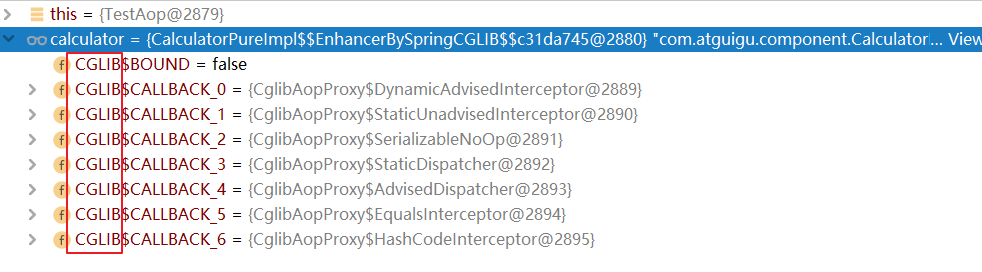 this = {TestAop@2879}
calculator = {CalculatorPureImpl$$EnhancerBySpringCGLIB$$c31da745@2880} "com.atguigu.component.Calculatorl... View
CGLIB$BOUND = false
CGLIB$CALLBACK_0 = {CglibAopProxy$DynamicAdvisedInterceptor@2889}
CGLIB$CALLBACK_1 = {CglibAopProxy$StaticUnadvisedInterceptor@2890}
CGLIB$CALLBACK_2 = {CglibAopProxy$SerializableNoOp@2891}
CGLIB$CALLBACK_3 = {CglibAopProxy$StaticDispatcher@2892}
CGLIB$CALLBACK_4 = {CglibAopProxy$AdvisedDispatcher@2893}
CGLIB$CALLBACK_5 = {CglibAopProxy$EqualsInterceptor@2894}
CGLIB$CALLBACK_6 = {CglibAopProxy$HashCodeInterceptor@2895}